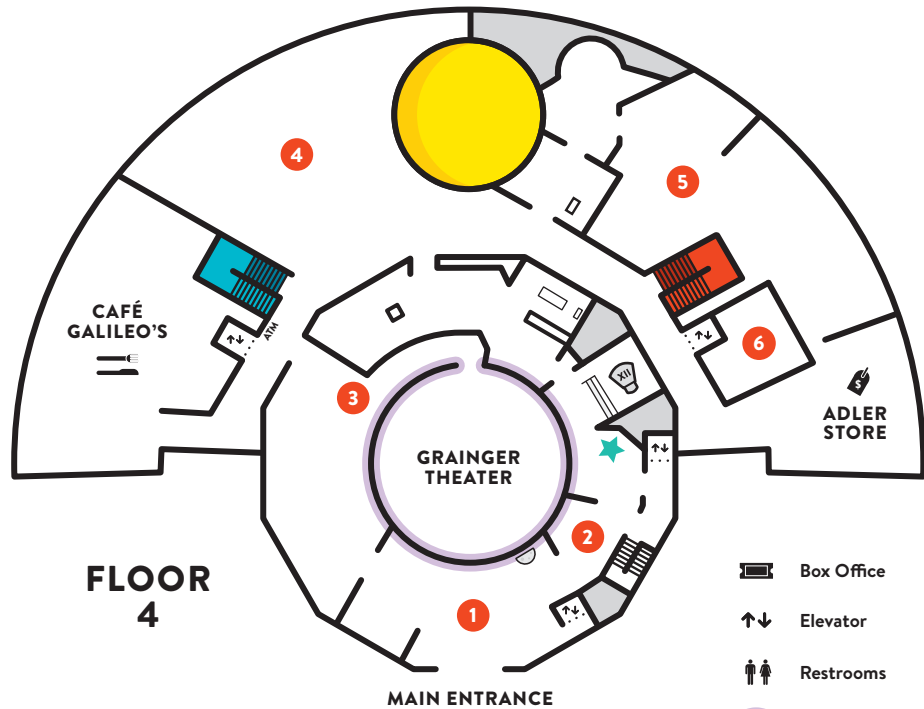 4
5
CAFÉ
GALILEO'S
ATM
6
XII
$
ADLER
STORE
3
GRAINGER
THEATER
2
FLOOR
4
1
MAIN ENTRANCE
Box Office
Elevator
Restrooms